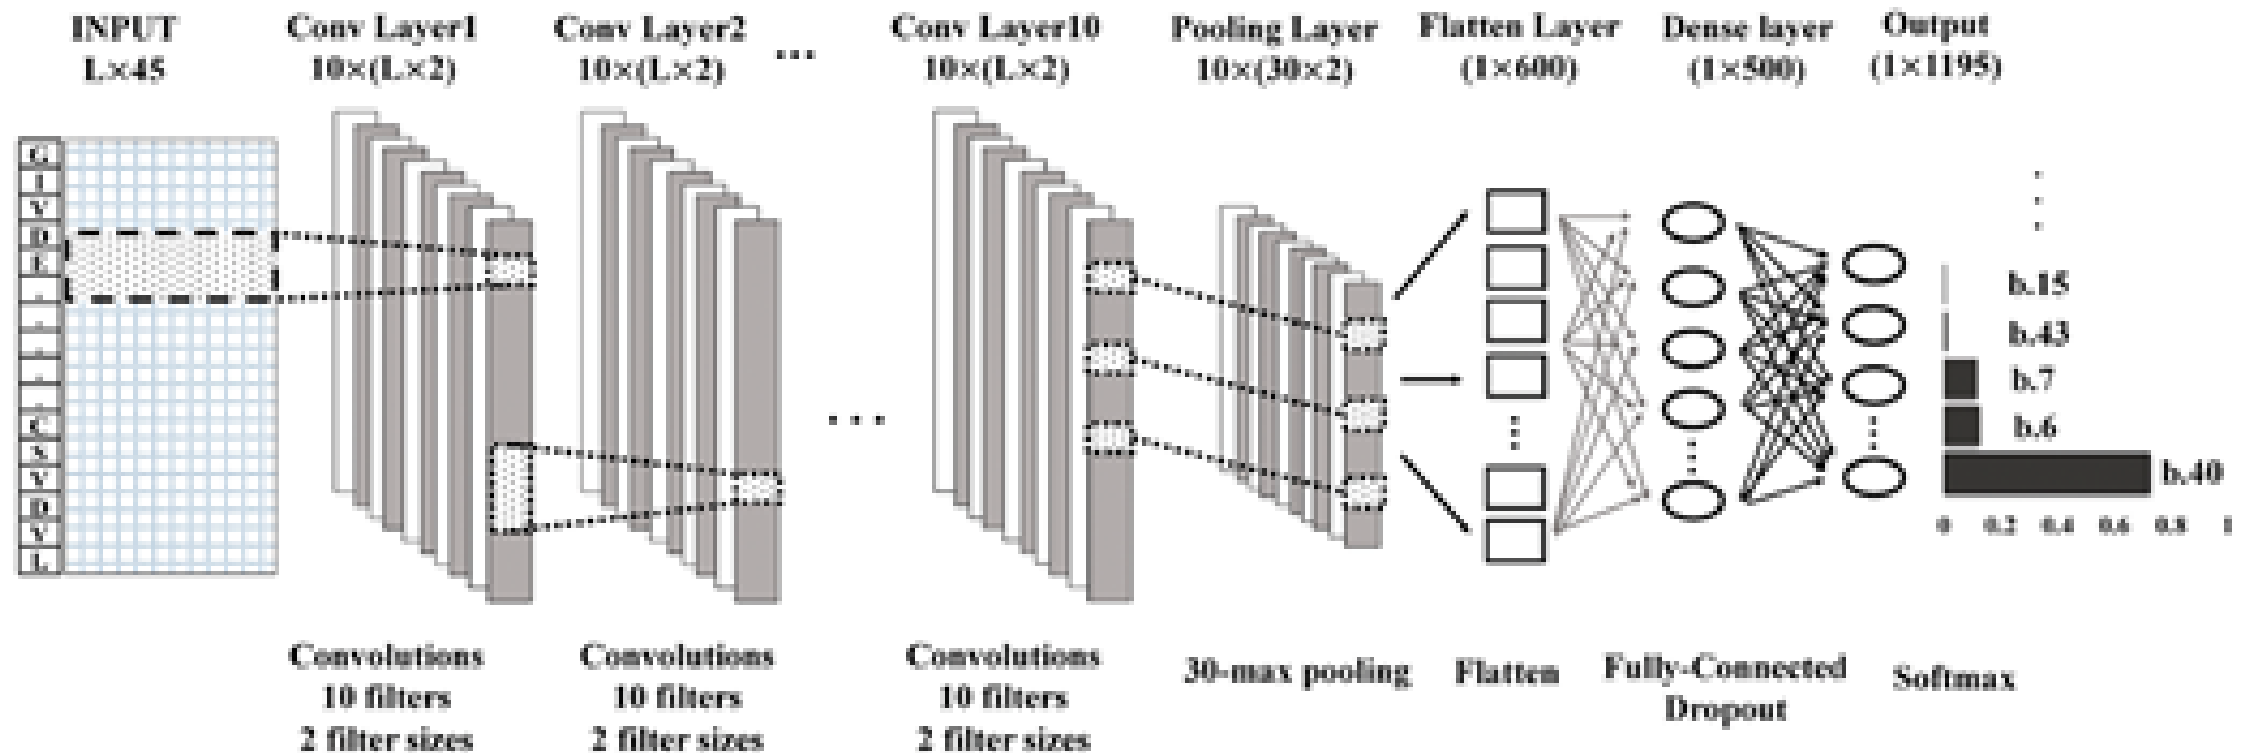 INPUT
L×45
Conv Layer1
10×(L×2)
Conv Layer2
10×(L×2)
...
Conv Layer10
10×(L×2)
Pooling Layer
10×(30×2)
Flatten Layer
(1×600)
Dense layer
(1×500)
Output
(1×1195)
G
I
V
D
.
.
.
.
.
V
D
V
L
...
b.15
b.43
b.7
b.6
b.40
0 0.2 0.4 0.6 0.8 1
Convolutions
10 filters
2 filter sizes
Convolutions
10 filters
2 filter sizes
Convolutions
10 filters
2 filter sizes
30-max pooling
Flatten
Fully-Connected
Dropout
Softmax